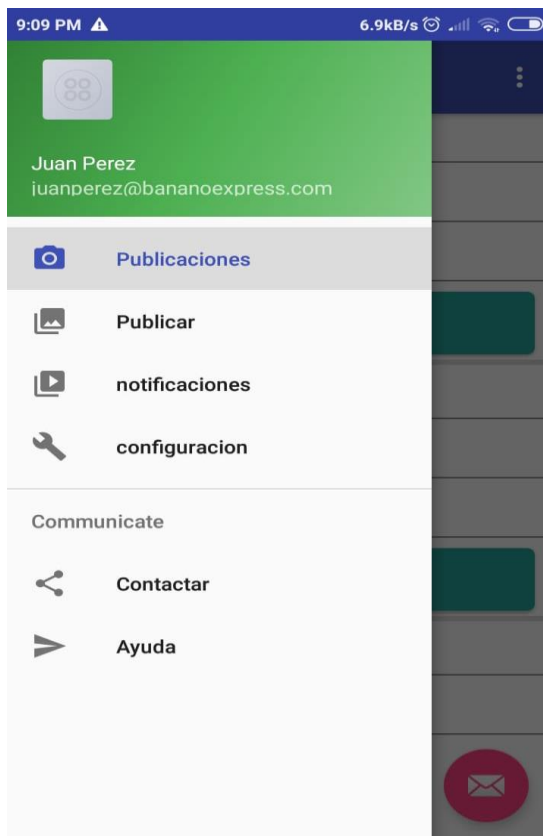 9:09 PM 6.9kB/s
Juan Perez
juanperez@bananoexpress.com
Publicaciones
Publicar
notificaciones
configuracion
Communicate
Contactar
Ayuda